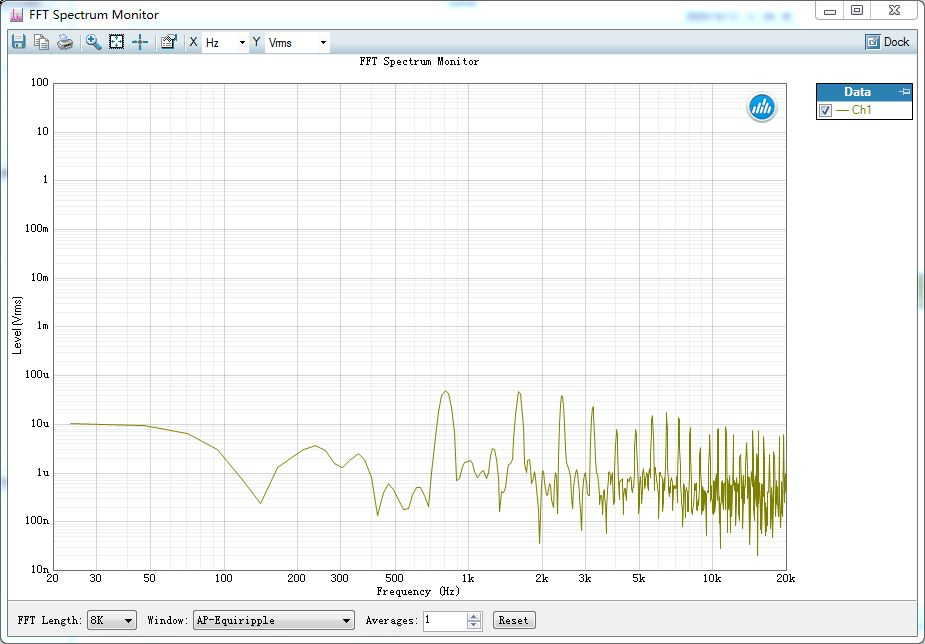 FFT Spectrum Monitor
X Hz Y Vrms Dock
FFT Spectrum Monitor
Data
Ch1
Level (Vrms)
100
10
1
100m
10m
1m
100u
10u
1u
100n
10n
20 30 50 100 200 300 500 1k 2k 3k 5k 10k 20k
Frequency (Hz)
FFT Length: 8K Window: AP-Equiripple Averages: 1 Reset